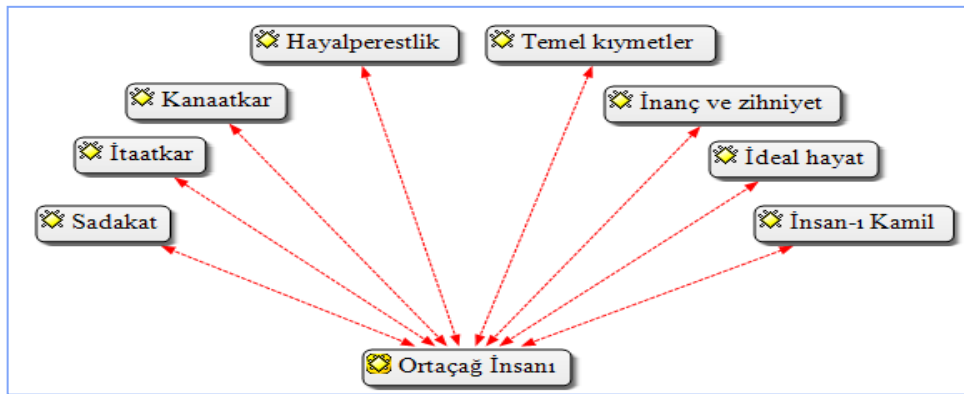 Hayalperestlik
Temel kıymetler
Kanaatkar
İnanç ve zihniyet
İtaatkar
İdeal hayat
Sadakat
İnsan-ı Kamil
Ortaçağ İnsanı